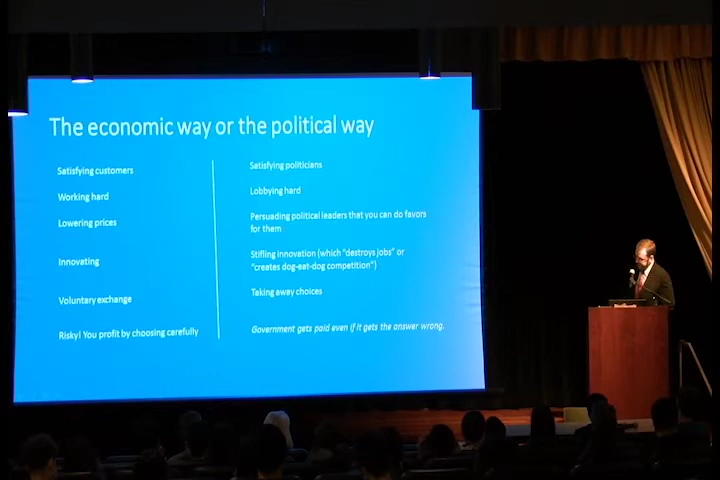 The economic way or the political way
Satisfying customers
Working hard
Lowering prices
Innovating
Voluntary exchange
Risky! You profit by choosing carefully
Satisfying politicians
Lobbying hard
Persuading political leaders that you can do favors
for them
Stifling innovation (which “destroys jobs” or
“creates dog-eat-dog competition”)
Taking away choices
Government gets paid even if it gets the answer wrong.